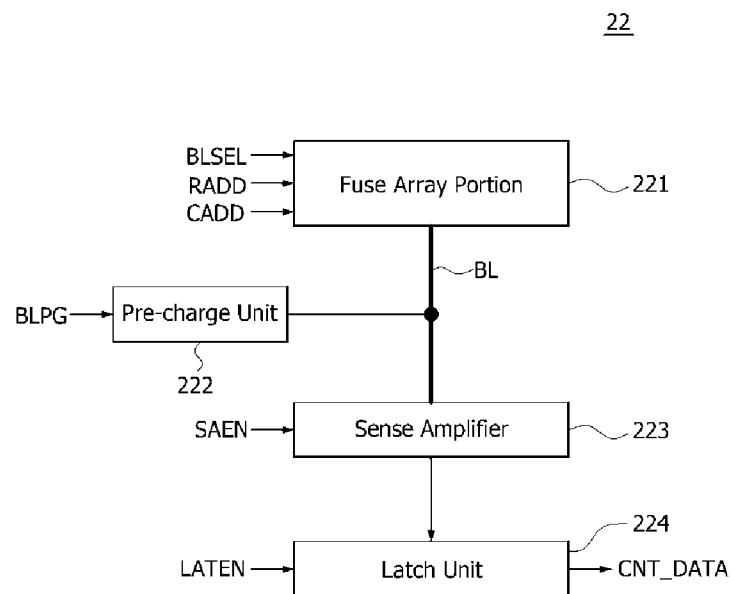 22
BLSEL
RADD
CADD
Fuse Array Portion
221
BL
BLPG
Pre-charge Unit
222
SAEN
Sense Amplifier
223
224
LATEN
Latch Unit
CNT_DATA